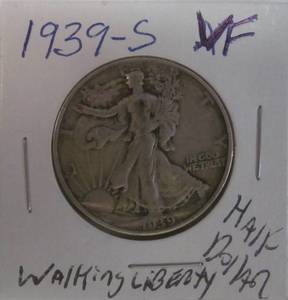 1939-S VF
IN GOD
WE TRUST
1939
Half
Dollar
Walking Liberty